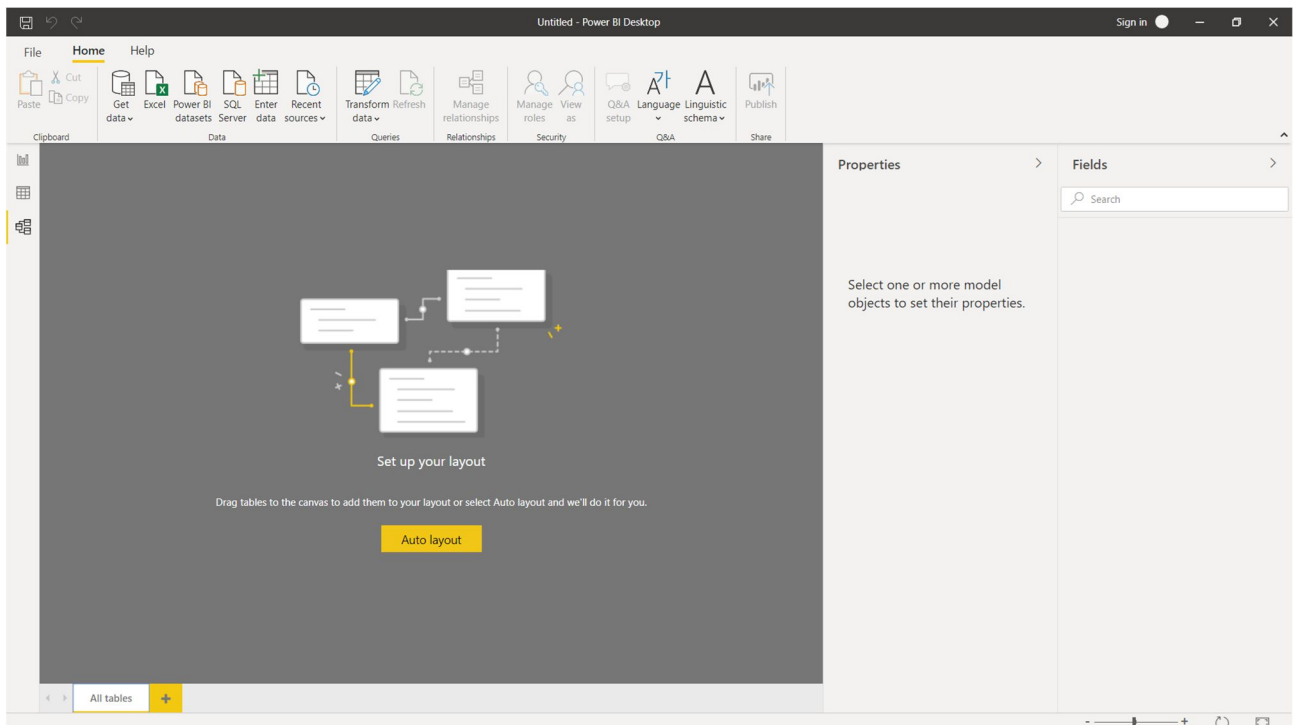 Untitled - Power BI Desktop
Sign in
File Home Help
Paste
Cut
Copy
Clipboard
Get data
Excel
Power BI datasets
SQL Server
Enter data
Recent sources
Data
Transform data
Refresh
Queries
Manage relationships
Relationships
Manage roles
View as
Security
Q&A setup
Language
Linguistic schema
Q&A
Publish
Share
Set up your layout
Drag tables to the canvas to add them to your layout or select Auto layout and we'll do it for you.
Auto layout
Properties
Select one or more model
objects to set their properties.
Fields
Search
All tables